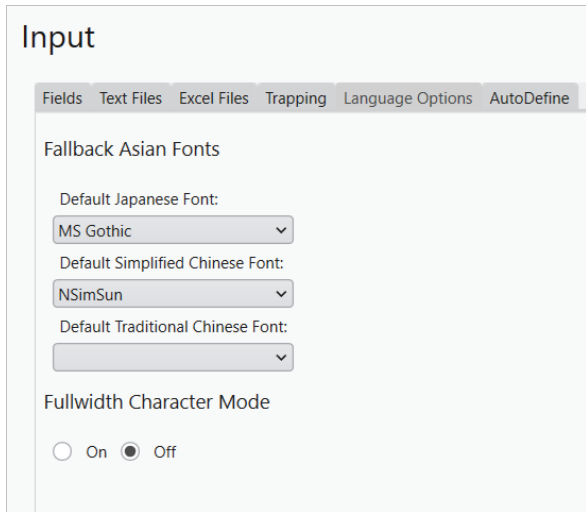 Input
Fields Text Files Excel Files Trapping Language Options AutoDefine
Fallback Asian Fonts
Default Japanese Font:
MS Gothic
Default Simplified Chinese Font:
NSimSun
Default Traditional Chinese Font:
Fullwidth Character Mode
On Off